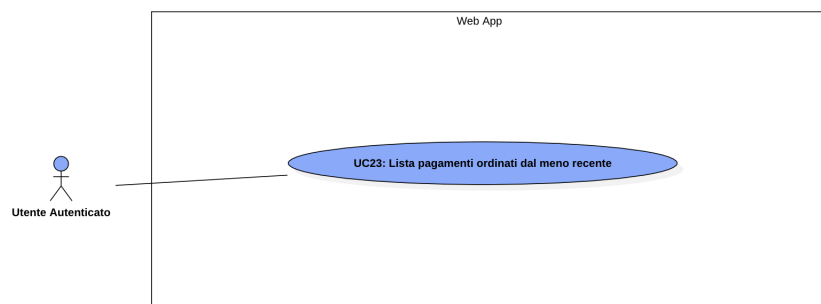 Web App
UC23: Lista pagamenti ordinati dal meno recente
Utente Autenticato